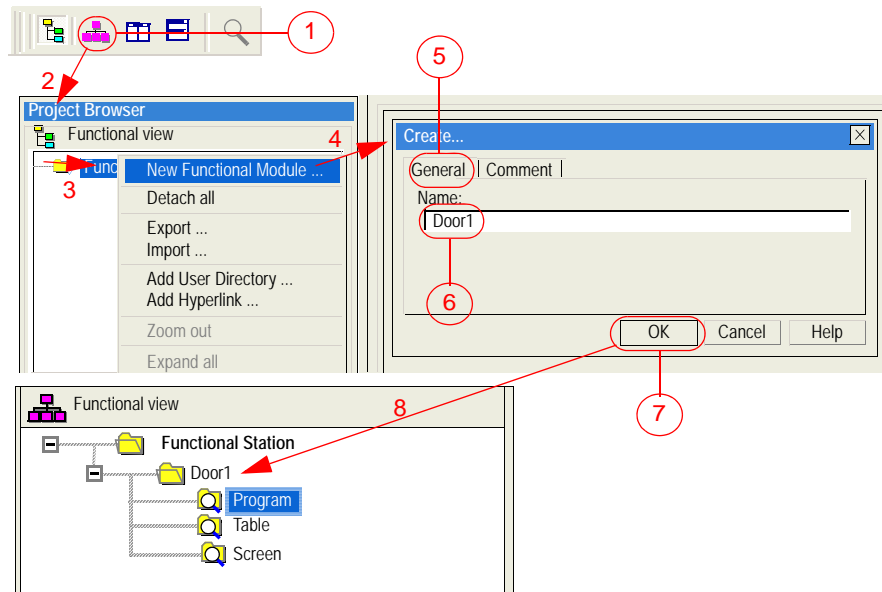 1
5
2
Project Browser
Functional view
4
Func
3
New Functional Module ...
Detach all
Export ...
Import ...
Add User Directory ...
Add Hyperlink ...
Zoom out
Expand all
Create...
General
Comment
Name:
Door1
6
OK
Cancel
Help
7
Functional view
8
Functional Station
Door1
Program
Table
Screen